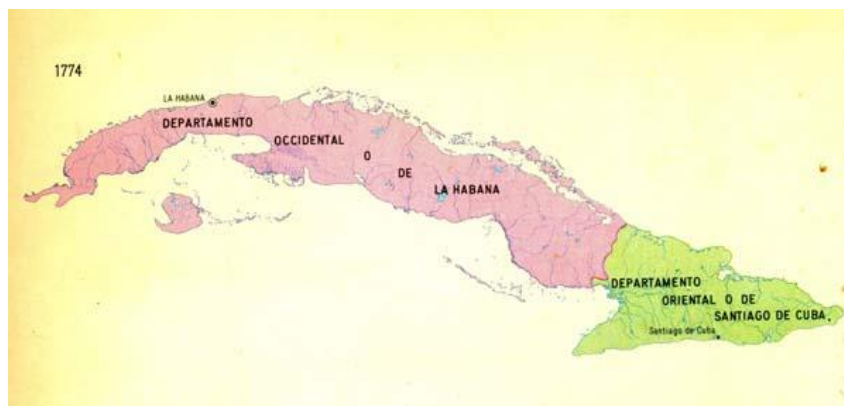 1774
LA HABANA
DEPARTAMENTO
OCCIDENTAL
O
DE
LA HABANA
DEPARTAMENTO
ORIENTAL O DE
SANTIAGO DE CUBA
Santiago de Cuba